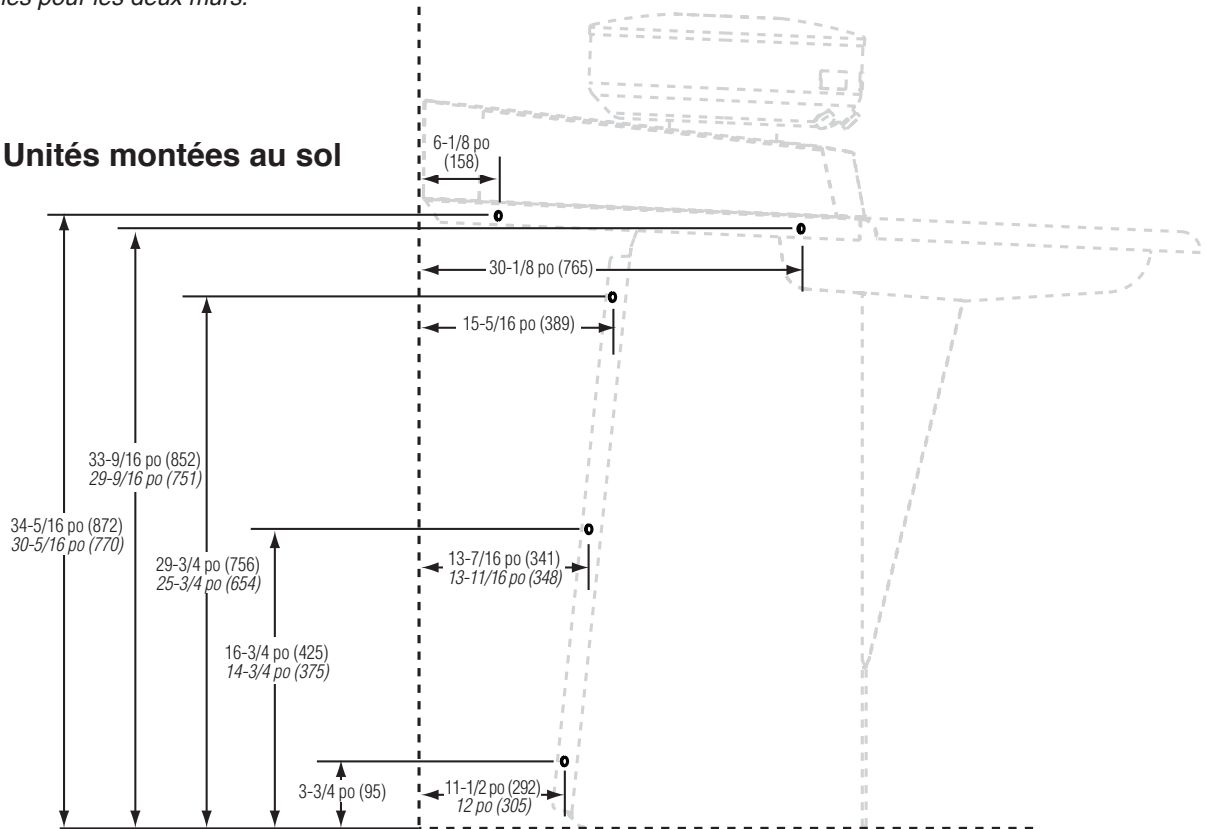 les pour les deux murs.
Unités montées au sol
6-1/8 po
(158)
30-1/8 po (765)
15-5/16 po (389)
33-9/16 po (852)
29-9/16 po (751)
34-5/16 po (872)
30-5/16 po (770)
29-3/4 po (756)
25-3/4 po (654)
13-7/16 po (341)
13-11/16 po (348)
16-3/4 po (425)
14-3/4 po (375)
3-3/4 po (95)
11-1/2 po (292)
12 po (305)